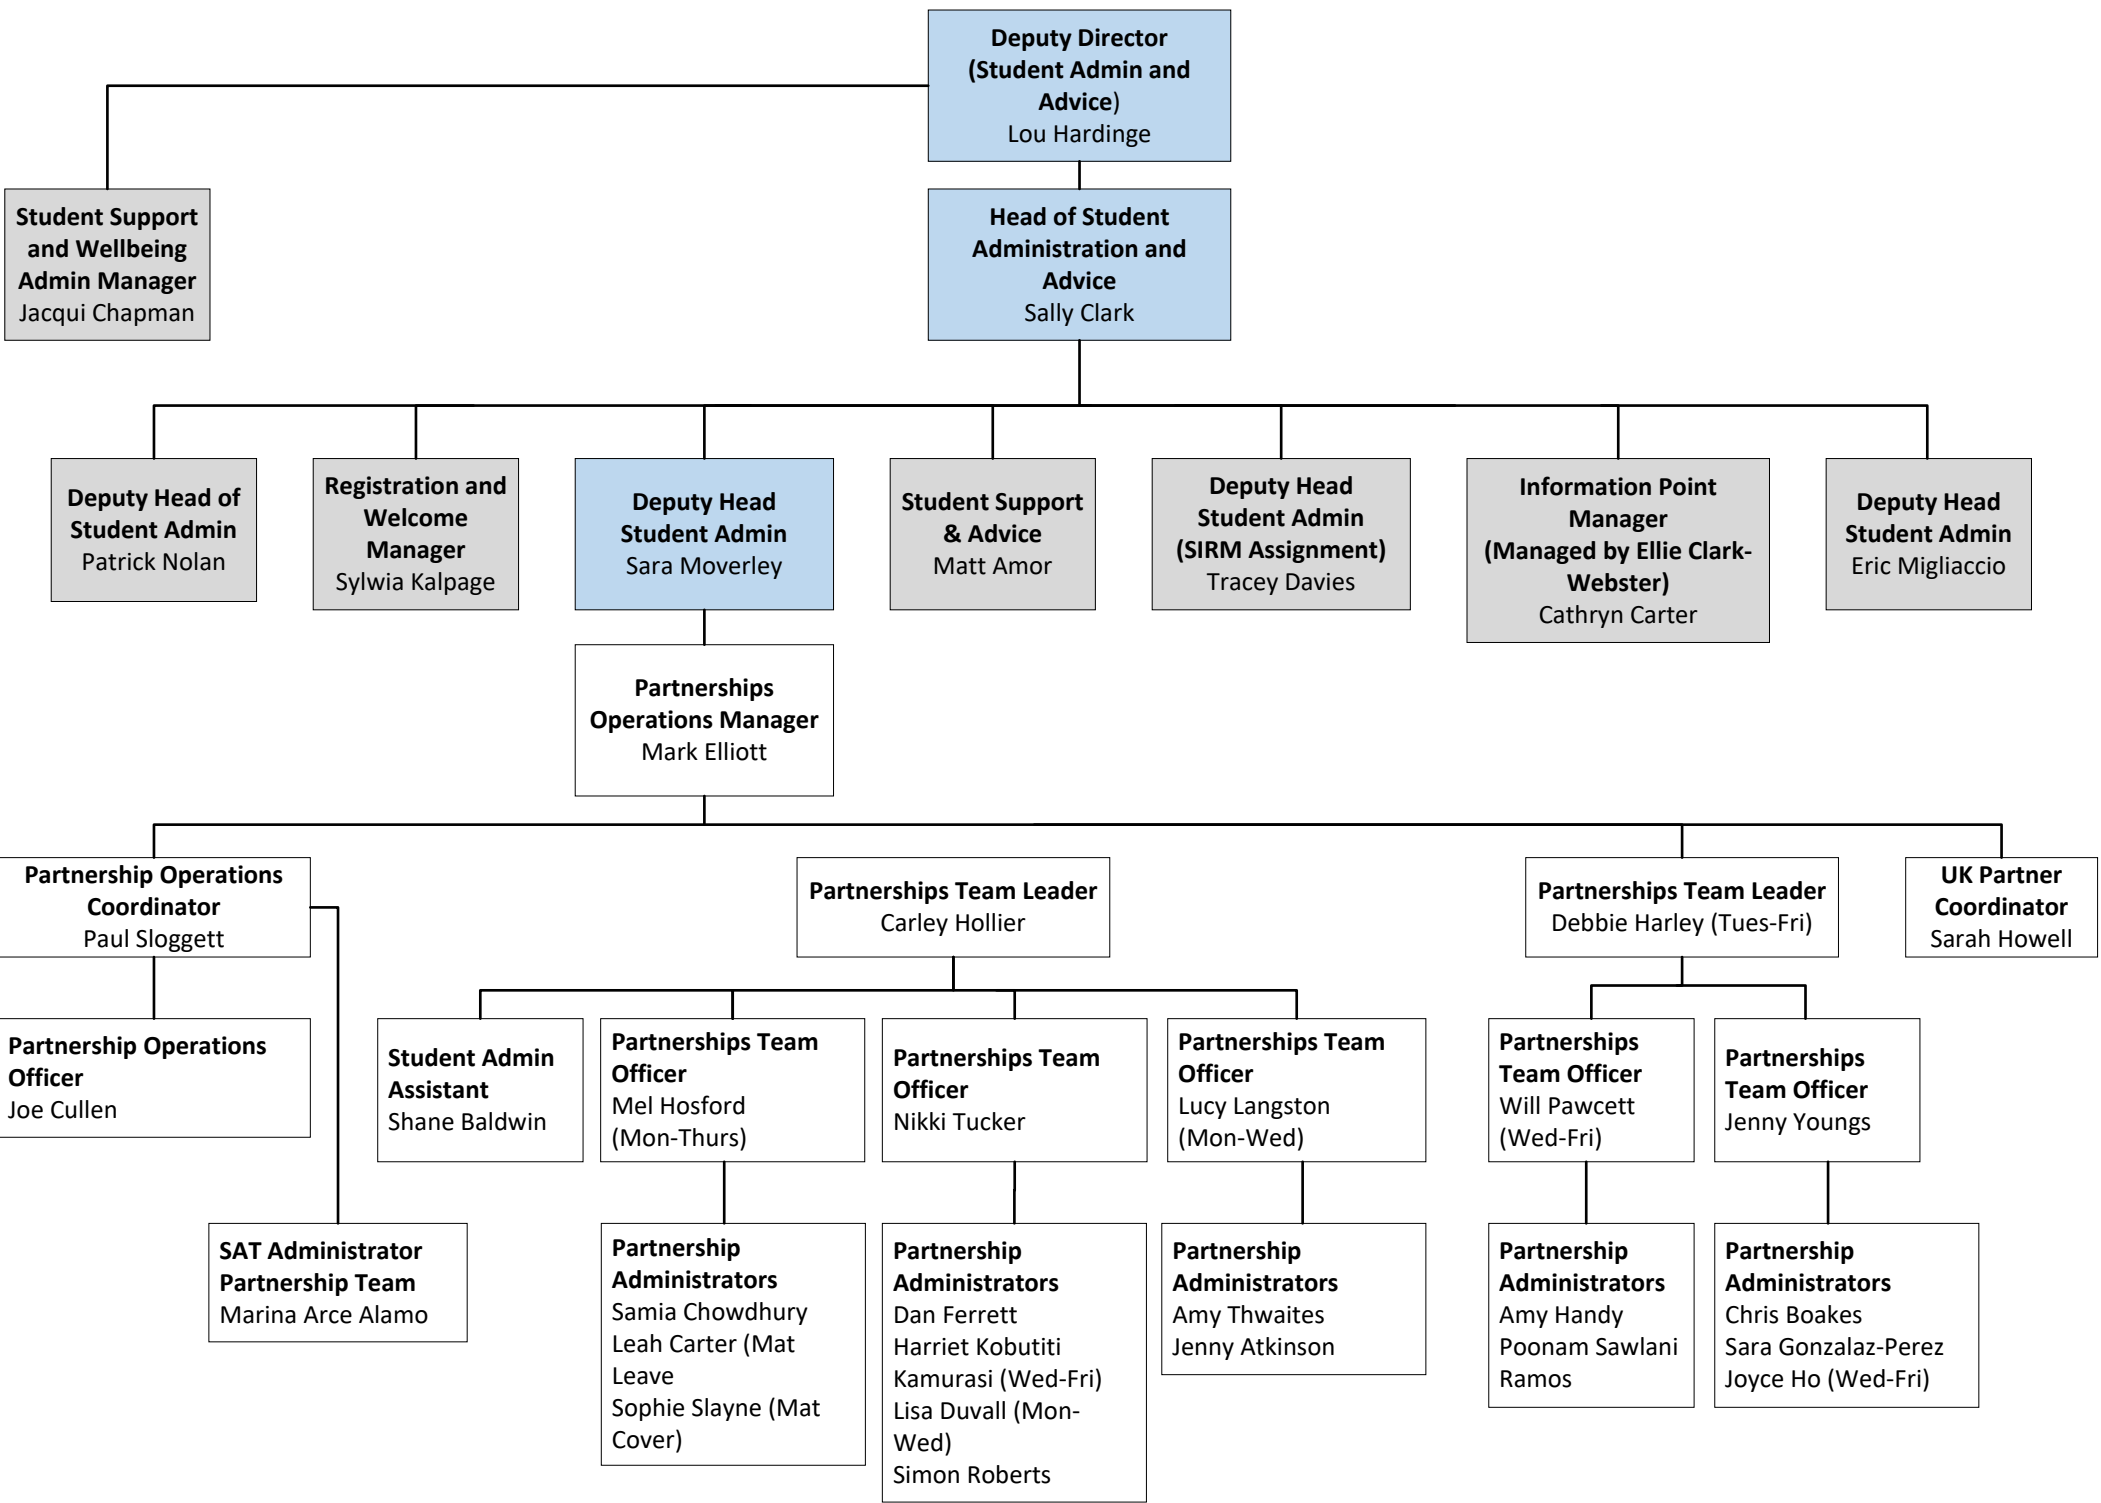 Deputy Director
(Student Admin and
Advice)
Lou Hardinge
Student Support
and Wellbeing
Admin Manager
Jacqui Chapman
Head of Student
Administration and
Advice
Sally Clark
Deputy Head of
Student Admin
Patrick Nolan
Registration and
Welcome
Manager
Sylwia Kalpage
Deputy Head
Student Admin
Sara Moverley
Student Support
& Advice
Matt Amor
Deputy Head
Student Admin
(SIRM Assignment)
Tracey Davies
Information Point
Manager
(Managed by Ellie Clark-
Webster)
Cathryn Carter
Deputy Head
Student Admin
Eric Migliaccio
Partnerships
Operations Manager
Mark Elliott
Partnership Operations
Coordinator
Paul Sloggett
Partnerships Team Leader
Carley Hollier
Partnerships Team Leader
Debbie Harley (Tues-Fri)
UK Partner
Coordinator
Sarah Howell
Partnership Operations
Officer
Joe Cullen
Student Admin
Assistant
Shane Baldwin
Partnerships Team
Officer
Mel Hosford
(Mon-Thurs)
Partnerships Team
Officer
Nikki Tucker
Partnerships Team
Officer
Lucy Langston
(Mon-Wed)
Partnerships
Team Officer
Will Pawcett
(Wed-Fri)
Partnerships
Team Officer
Jenny Youngs
SAT Administrator
Partnership Team
Marina Arce Alamo
Partnership
Administrators
Samia Chowdhury
Leah Carter (Mat
Leave
Sophie Slayne (Mat
Cover)
Partnership
Administrators
Dan Ferrett
Harriet Kobutiti
Kamurasi (Wed-Fri)
Lisa Duvall (Mon-
Wed)
Simon Roberts
Partnership
Administrators
Amy Thwaites
Jenny Atkinson
Partnership
Administrators
Amy Handy
Poonam Sawlani
Ramos
Partnership
Administrators
Chris Boakes
Sara Gonzalaz-Perez
Joyce Ho (Wed-Fri)